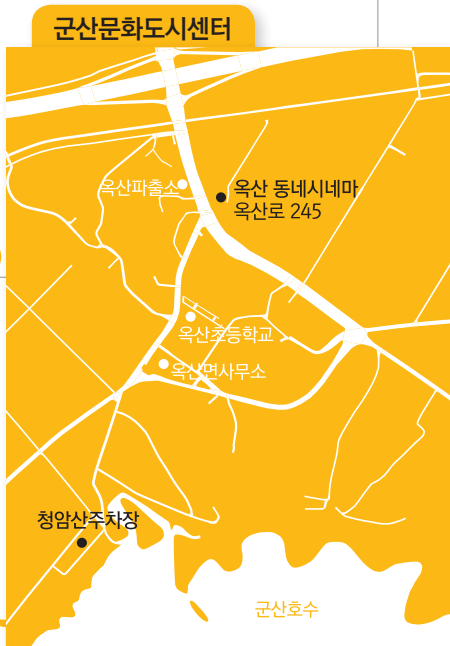 군산문화도시센터
옥산파출소
옥산 동네시네마
옥산로 245
옥산초등학교
옥산면사무소
청암산주차장
군산호수